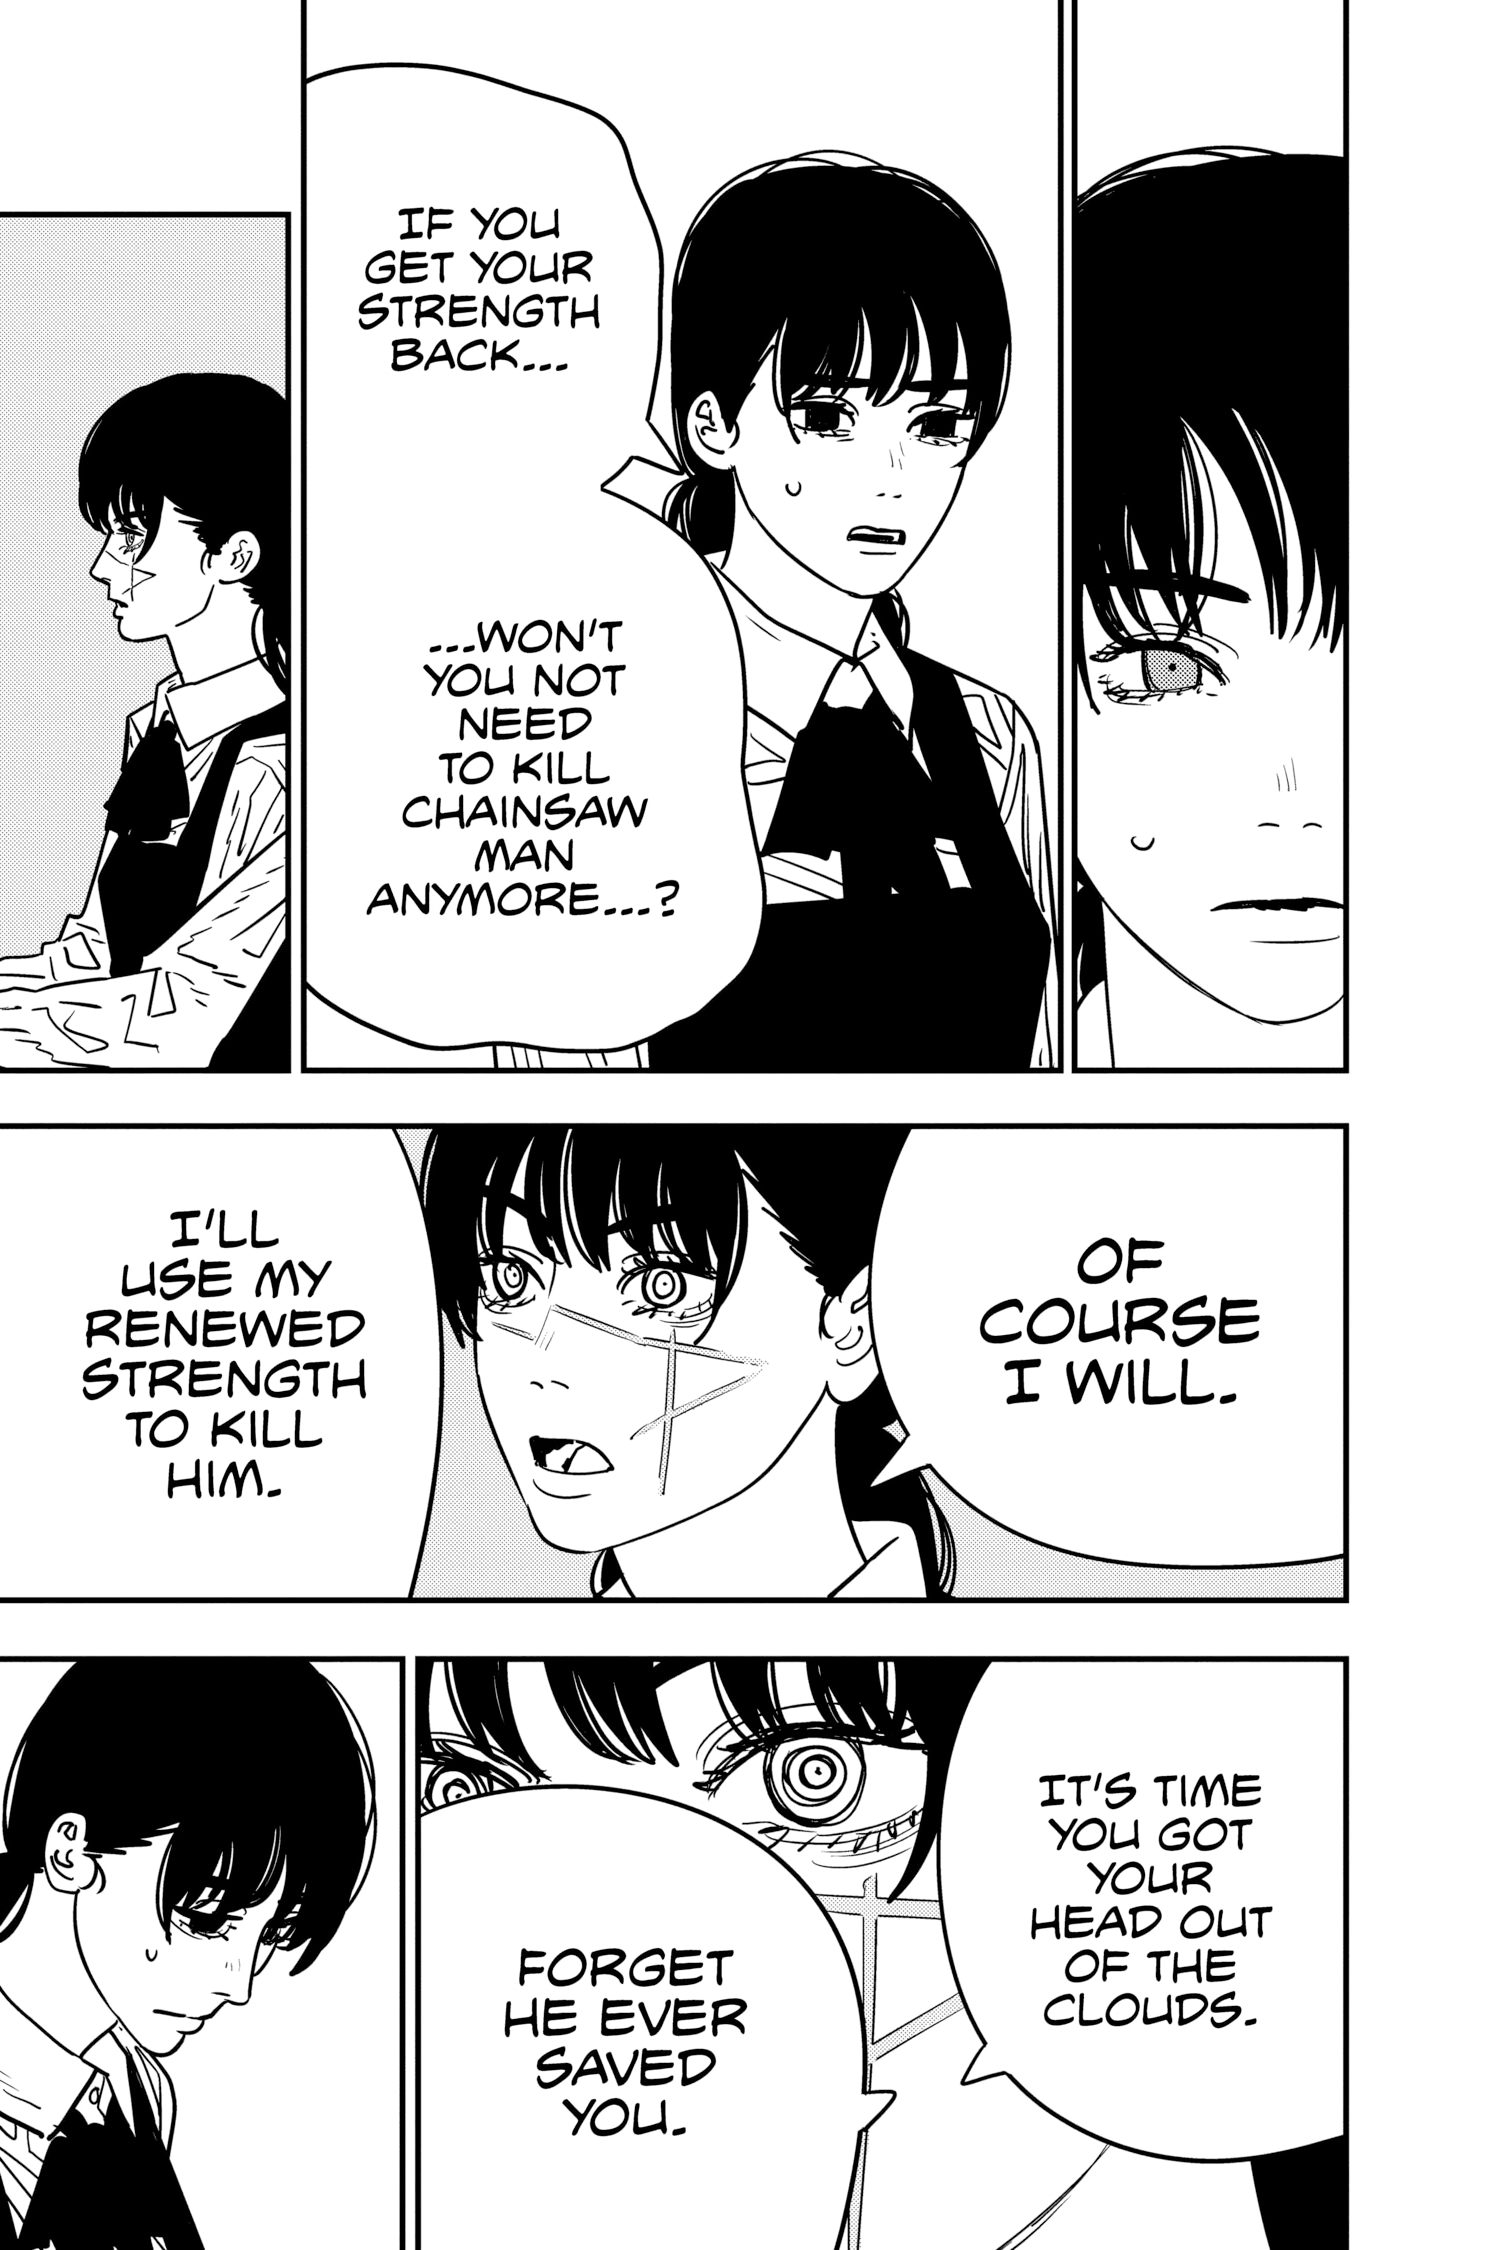 IF YOU
GET YOUR
STRENGTH
BACK...
...WON'T
YOU NOT
NEED
TO KILL
CHAINSAW
MAN
ANYMORE...?
OF
COURSE
I WILL.
I'LL
USE MY
RENEWED
STRENGTH
TO KILL
HIM.
IT'S TIME
YOU GOT
YOUR
HEAD OUT
OF THE
CLOUDS.
FORGET
HE EVER
SAVED
YOU.